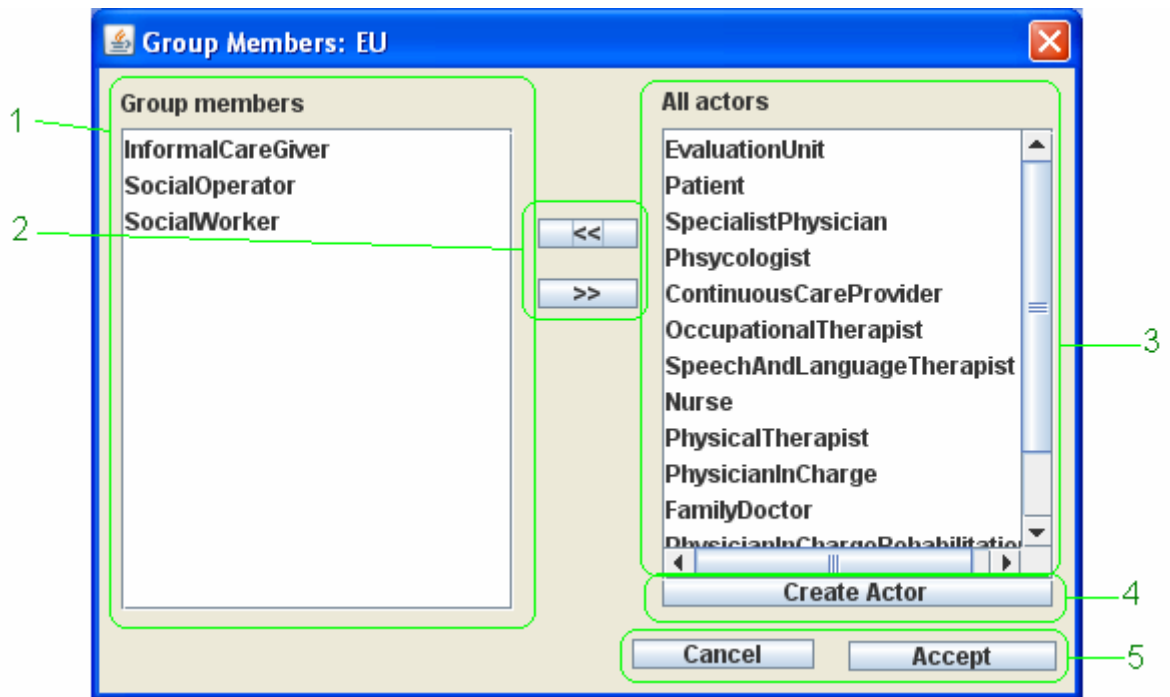 Group Members: EU
1
Group members
InformalCareGiver
SocialOperator
SocialWorker
2
<<
>>
All actors
EvaluationUnit
Patient
SpecialistPhysician
Phsycologist
ContinuousCareProvider
OccupationalTherapist
SpeechAndLanguageTherapist
Nurse
PhysicalTherapist
PhysicianInCharge
FamilyDoctor
PhysicianInChargeRehabilitation
3
Create Actor
4
Cancel
Accept
5